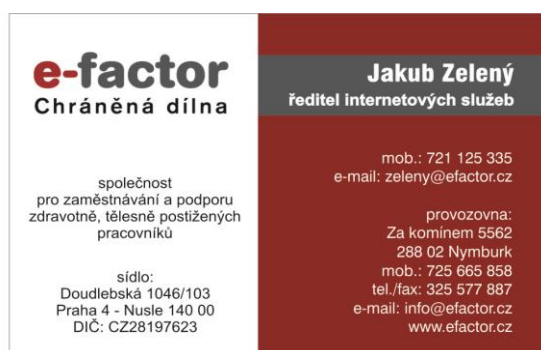 e-factor
Chráněná dílna
společnost
pro zaměstnávání a podporu
zdravotně, tělesně postižených
pracovníků
sídlo:
Doudlebská 1046/103
Praha 4 - Nusle 140 00
DIČ: CZ28197623
Jakub Zelený
ředitel internetových služeb
mob.: 721 125 335
e-mail: zeleny@efactor.cz
provozovna:
Za komínem 5562
288 02 Nymburk
mob.: 725 665 858
tel./fax: 325 577 887
e-mail: info@efactor.cz
www.efactor.cz